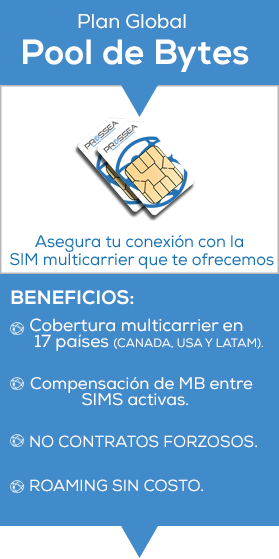 Plan Global
Pool de Bytes
PROSSEA
PROSSEA
Asegura tu conexión con la
SIM multicarrier que te ofrecemos
BENEFICIOS:
Cobertura multicarrier en
17 países (CANADA, USA Y LATAM).
Compensación de MB entre
SIMS activas.
NO CONTRATOS FORZOSOS.
ROAMING SIN COSTO.